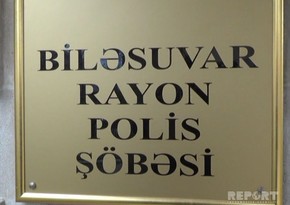 BİLƏSUVAR
RAYON
POLİS
ŞÖBƏSİ
REPORT